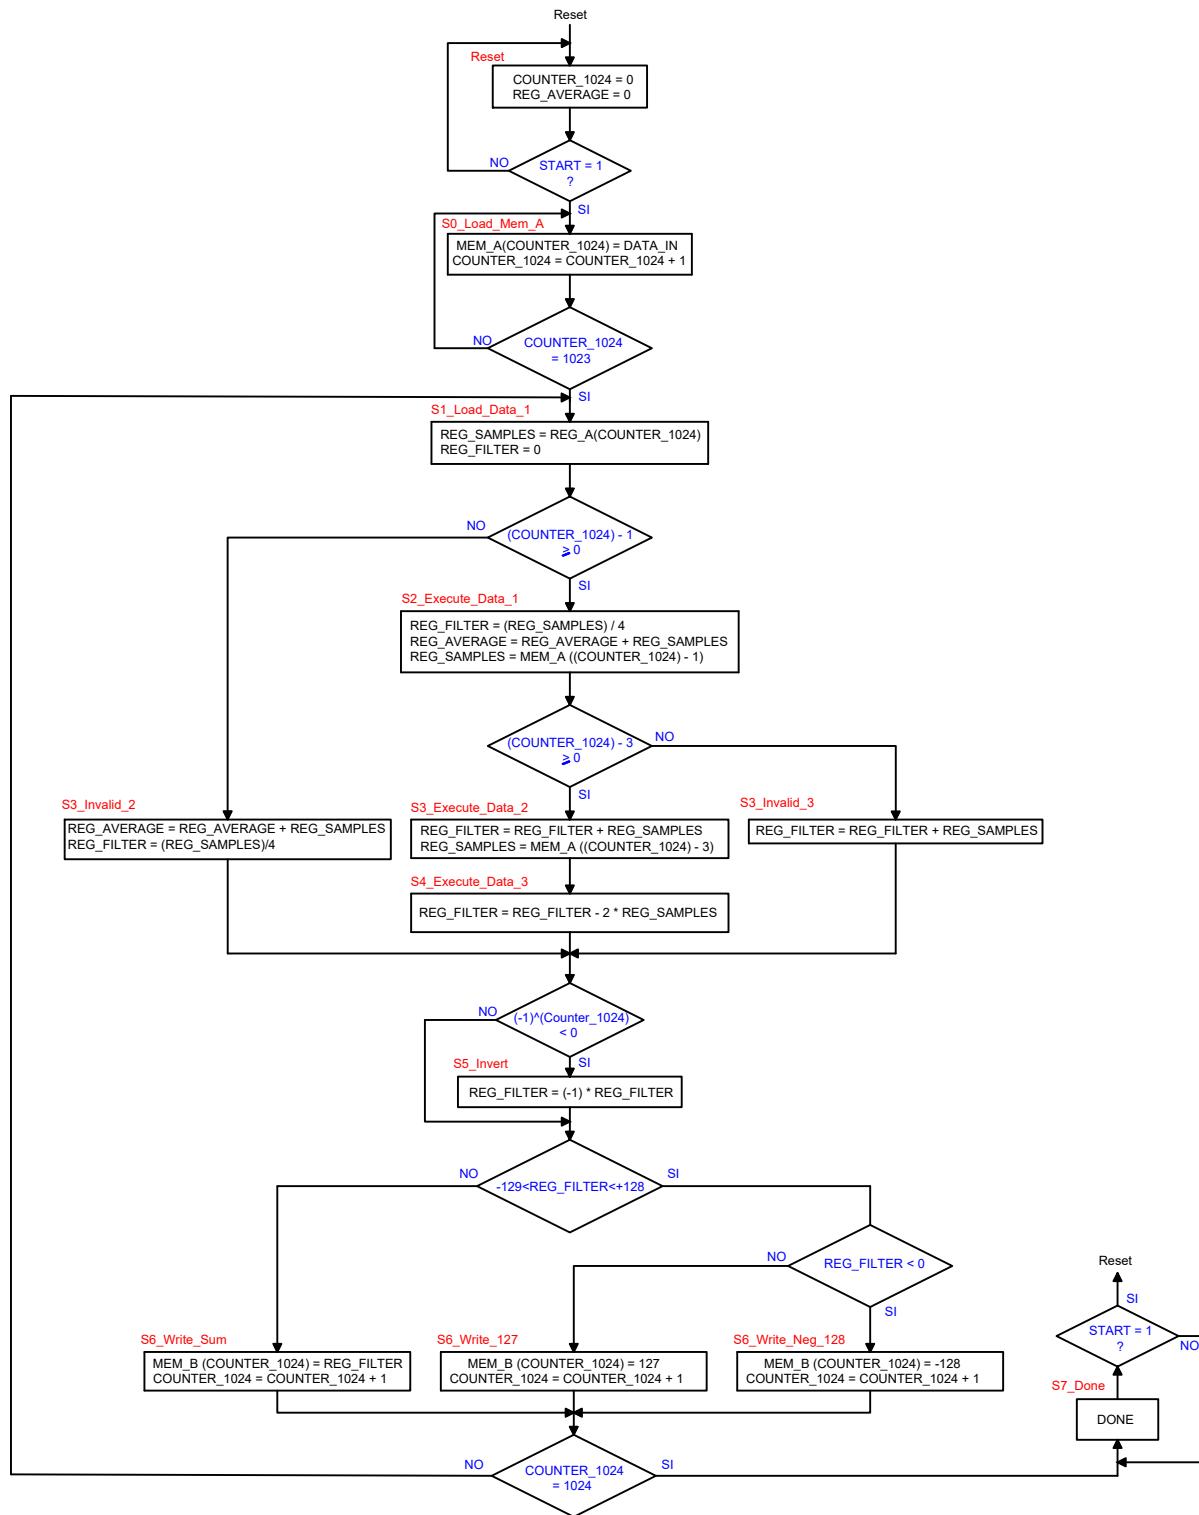 Reset
Reset
COUNTER_1024 = 0
REG_AVERAGE = 0
START = 1
?
NO
SI
S0_Load_Mem_A
MEM_A(COUNTER_1024) = DATA_IN
COUNTER_1024 = COUNTER_1024 + 1
COUNTER_1024
= 1023
NO
SI
S1_Load_Data_1
REG_SAMPLES = REG_A(COUNTER_1024)
REG_FILTER = 0
(COUNTER_1024) - 1
≥ 0
NO
SI
S2_Execute_Data_1
REG_FILTER = (REG_SAMPLES) / 4
REG_AVERAGE = REG_AVERAGE + REG_SAMPLES
REG_SAMPLES = MEM_A ((COUNTER_1024) - 1)
(COUNTER_1024) - 3
≥ 0
NO
SI
S3_Invalid_2
REG_AVERAGE = REG_AVERAGE + REG_SAMPLES
REG_FILTER = (REG_SAMPLES)/4
S3_Execute_Data_2
REG_FILTER = REG_FILTER + REG_SAMPLES
REG_SAMPLES = MEM_A ((COUNTER_1024) - 3)
S3_Invalid_3
REG_FILTER = REG_FILTER + REG_SAMPLES
S4_Execute_Data_3
REG_FILTER = REG_FILTER - 2 * REG_SAMPLES
(-1)^(Counter_1024)
< 0
NO
SI
S5_Invert
REG_FILTER = (-1) * REG_FILTER
-129<REG_FILTER<+128
NO
SI
REG_FILTER < 0
NO
SI
S6_Write_Sum
MEM_B (COUNTER_1024) = REG_FILTER
COUNTER_1024 = COUNTER_1024 + 1
S6_Write_127
MEM_B (COUNTER_1024) = 127
COUNTER_1024 = COUNTER_1024 + 1
S6_Write_Neg_128
MEM_B (COUNTER_1024) = -128
COUNTER_1024 = COUNTER_1024 + 1
COUNTER_1024
= 1024
NO
SI
Reset
SI
START = 1
?
NO
S7_Done
DONE